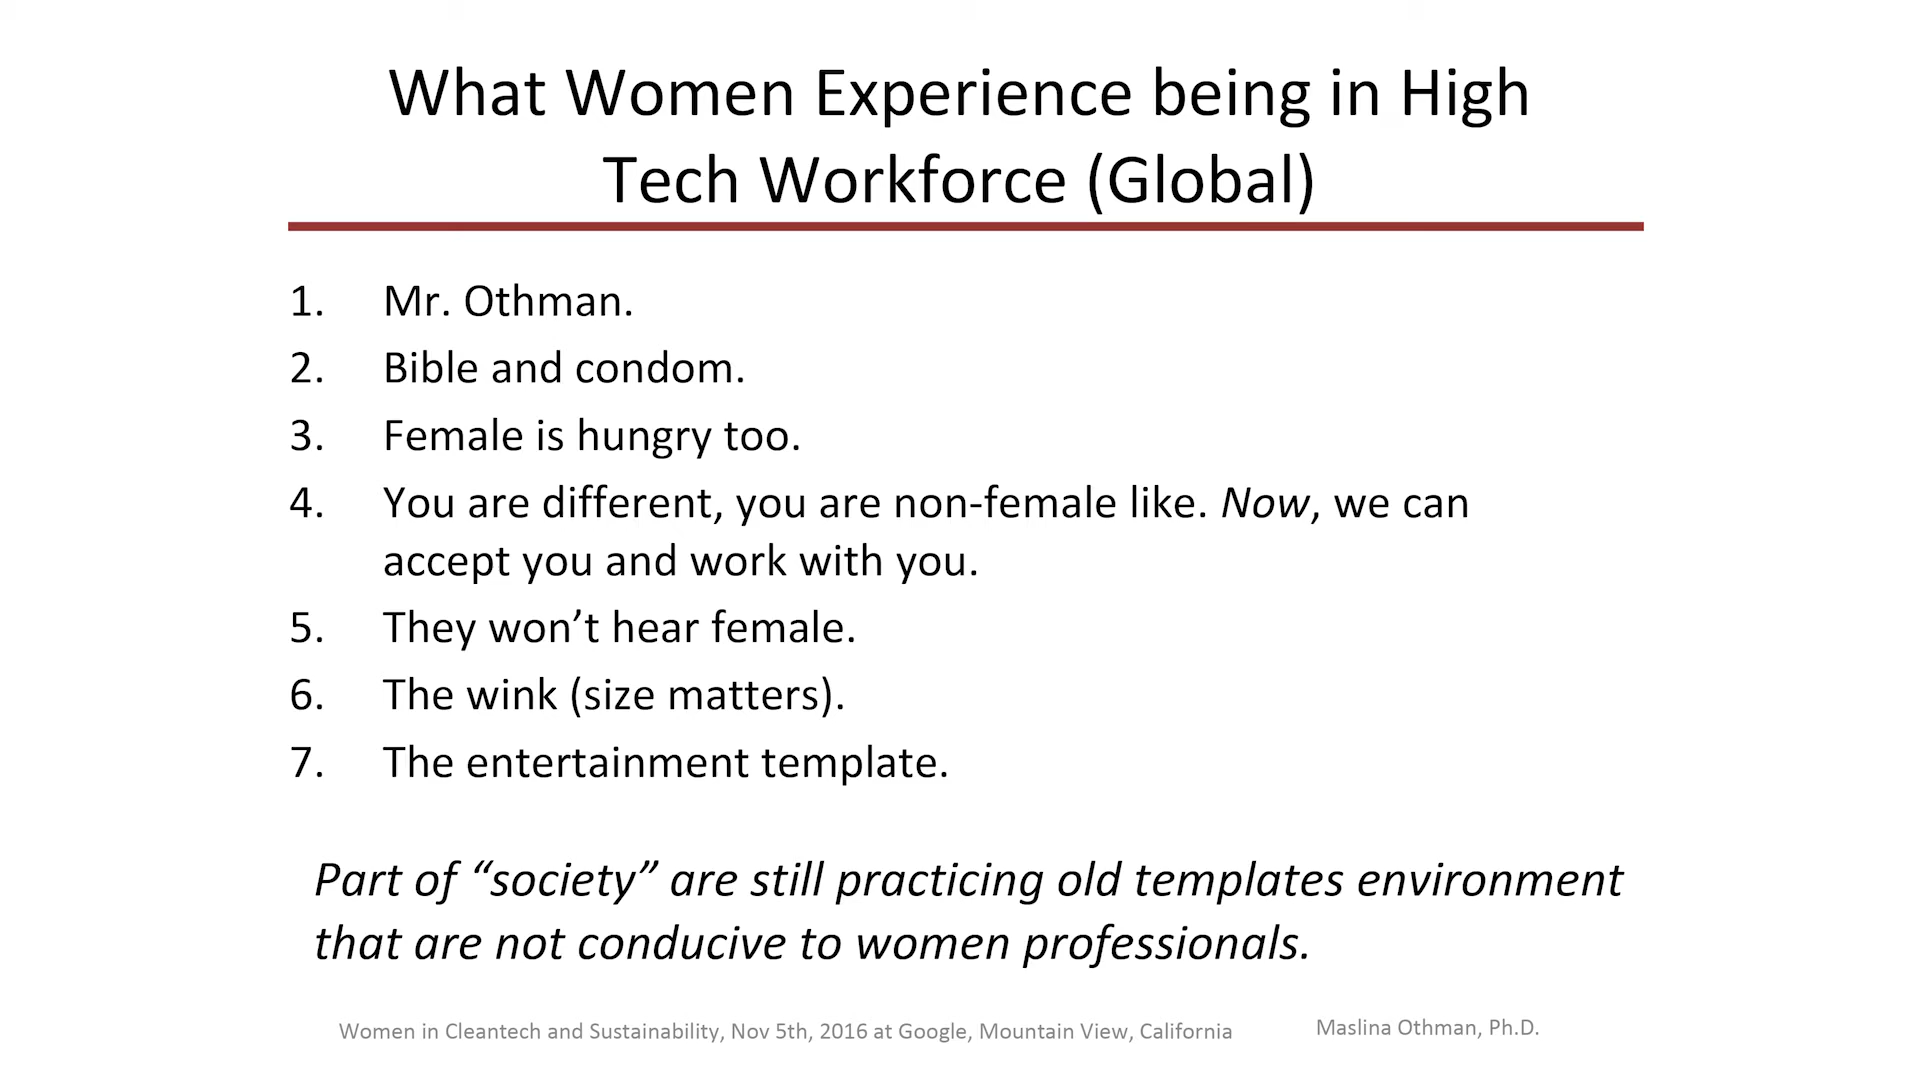 What Women Experience being in High
Tech Workforce (Global)
1. Mr. Othman.
2. Bible and condom.
3. Female is hungry too.
4. You are different, you are non-female like. Now, we can
accept you and work with you.
5. They won’t hear female.
6. The wink (size matters).
7. The entertainment template.
Part of “society” are still practicing old templates environment
that are not conducive to women professionals.
Women in Cleantech and Sustainability, Nov 5th, 2016 at Google, Mountain View, California
Maslina Othman, Ph.D.